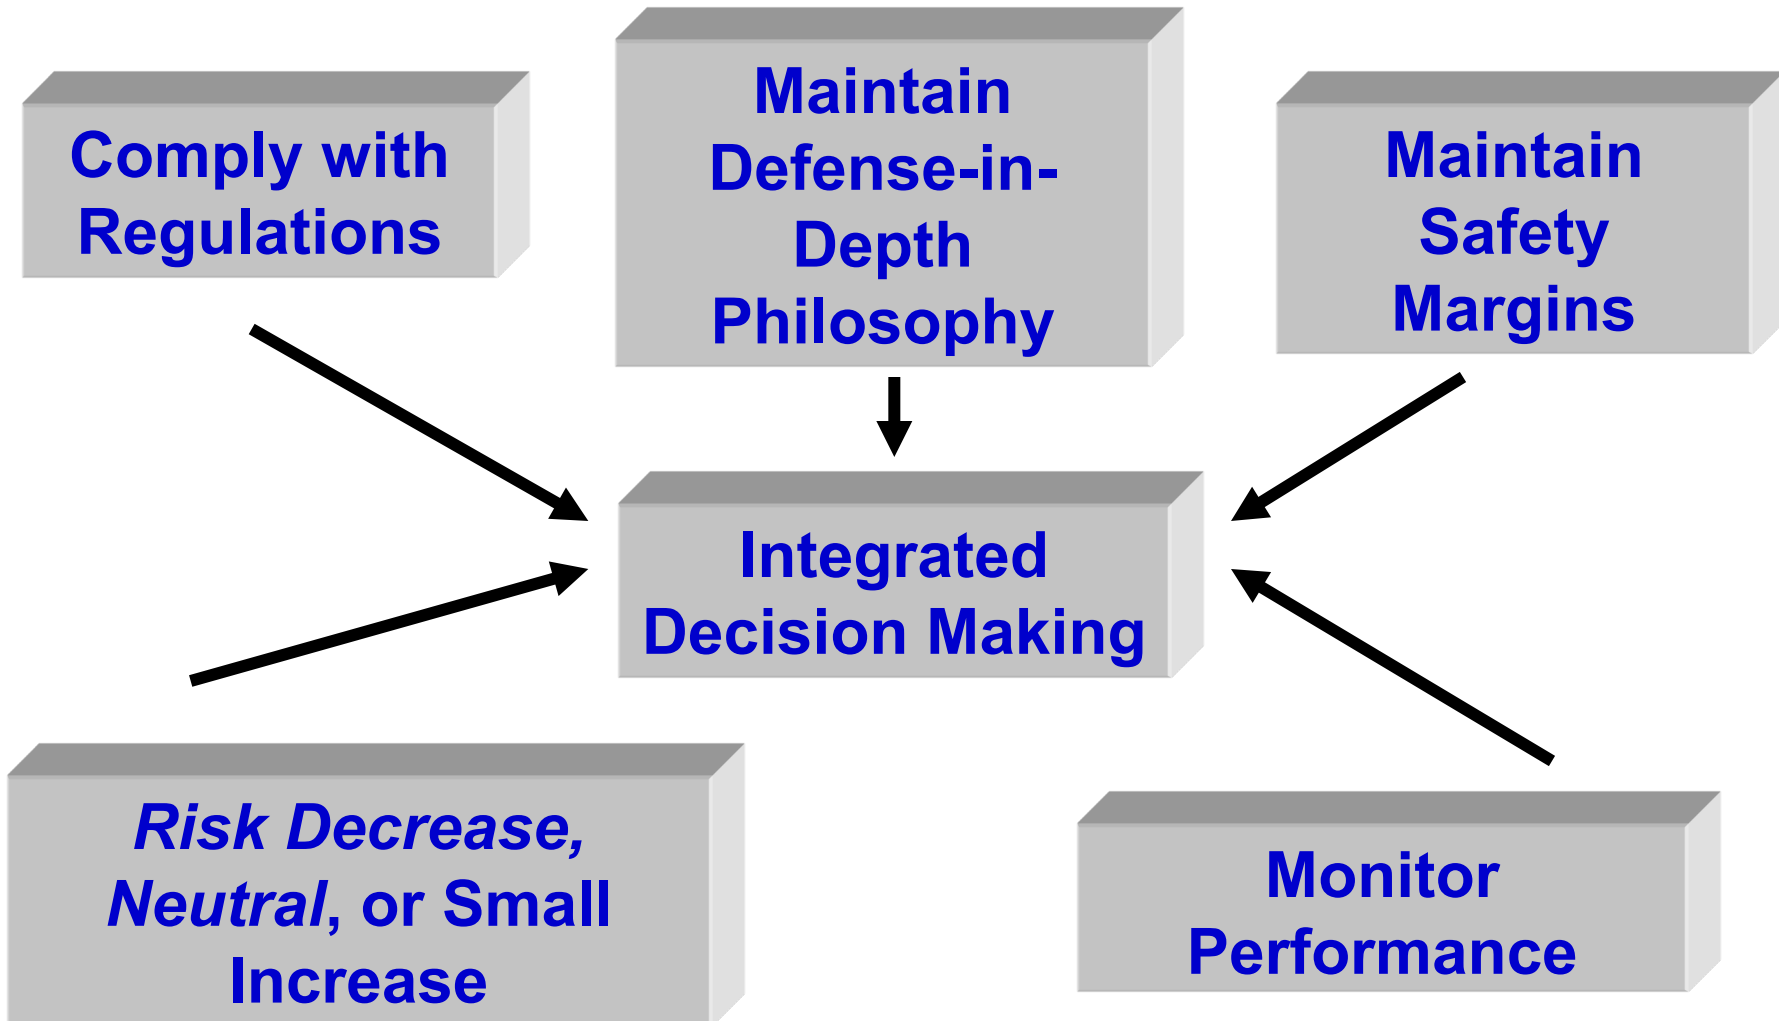 Comply with
Regulations
Maintain
Defense-in-
Depth
Philosophy
Maintain
Safety
Margins
Integrated
Decision Making
Risk Decrease,
Neutral, or Small
Increase
Monitor
Performance